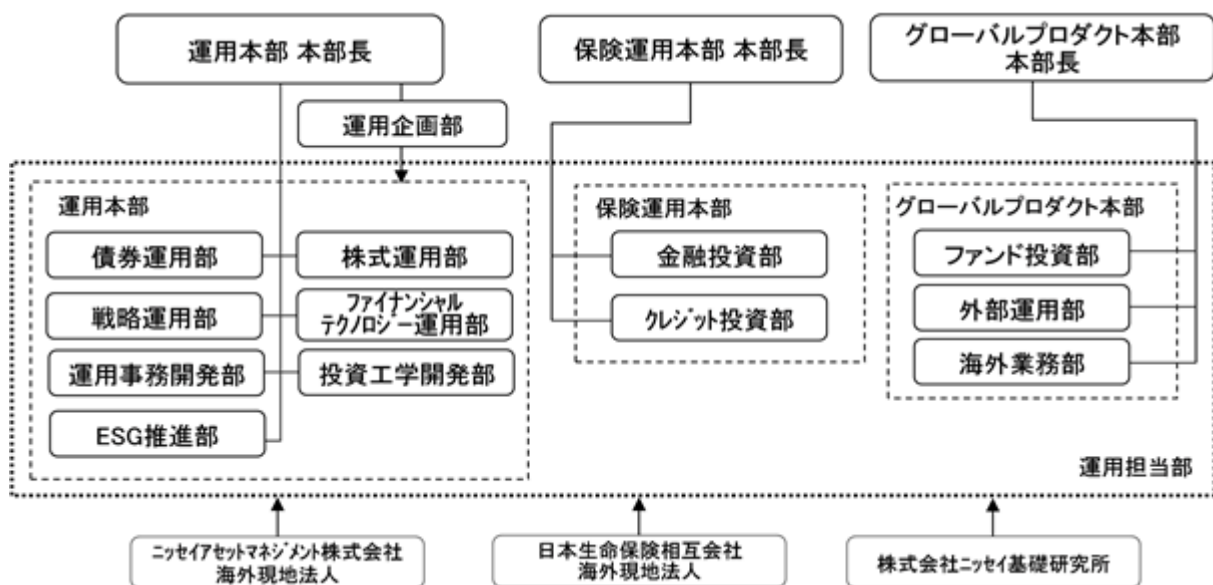 運用本部 本部長
保険運用本部 本部長
グローバルプロダクト本部
本部長
運用企画部
運用本部
債券運用部
株式運用部
戦略運用部
ファイナンシャル
テクノロジー運用部
運用事務開発部
投資工学開発部
ESG推進部
保険運用本部
金融投資部
クレジット投資部
グローバルプロダクト本部
ファンド投資部
外部運用部
海外業務部
運用担当部
ニッセイアセットマネジメント株式会社
海外現地法人
日本生命保険相互会社
海外現地法人
株式会社ニッセイ基礎研究所